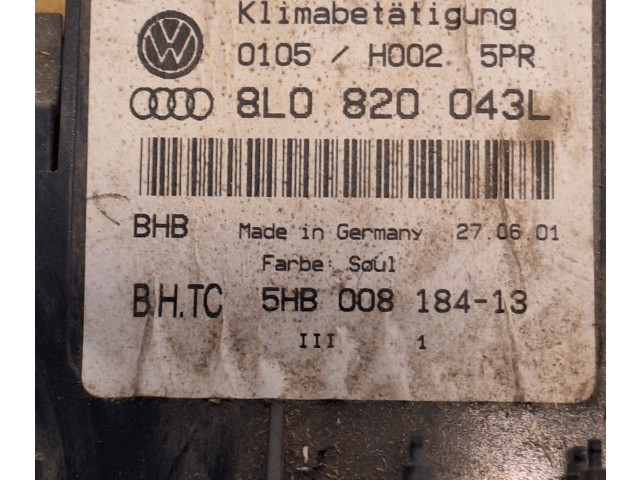 Klimabetätigung
0105 / H002 5PR
8L0 820 043L
BHB Made in Germany 27.06.01
Farbe: Søul
B.H.TC 5HB 008 184-13
III 1